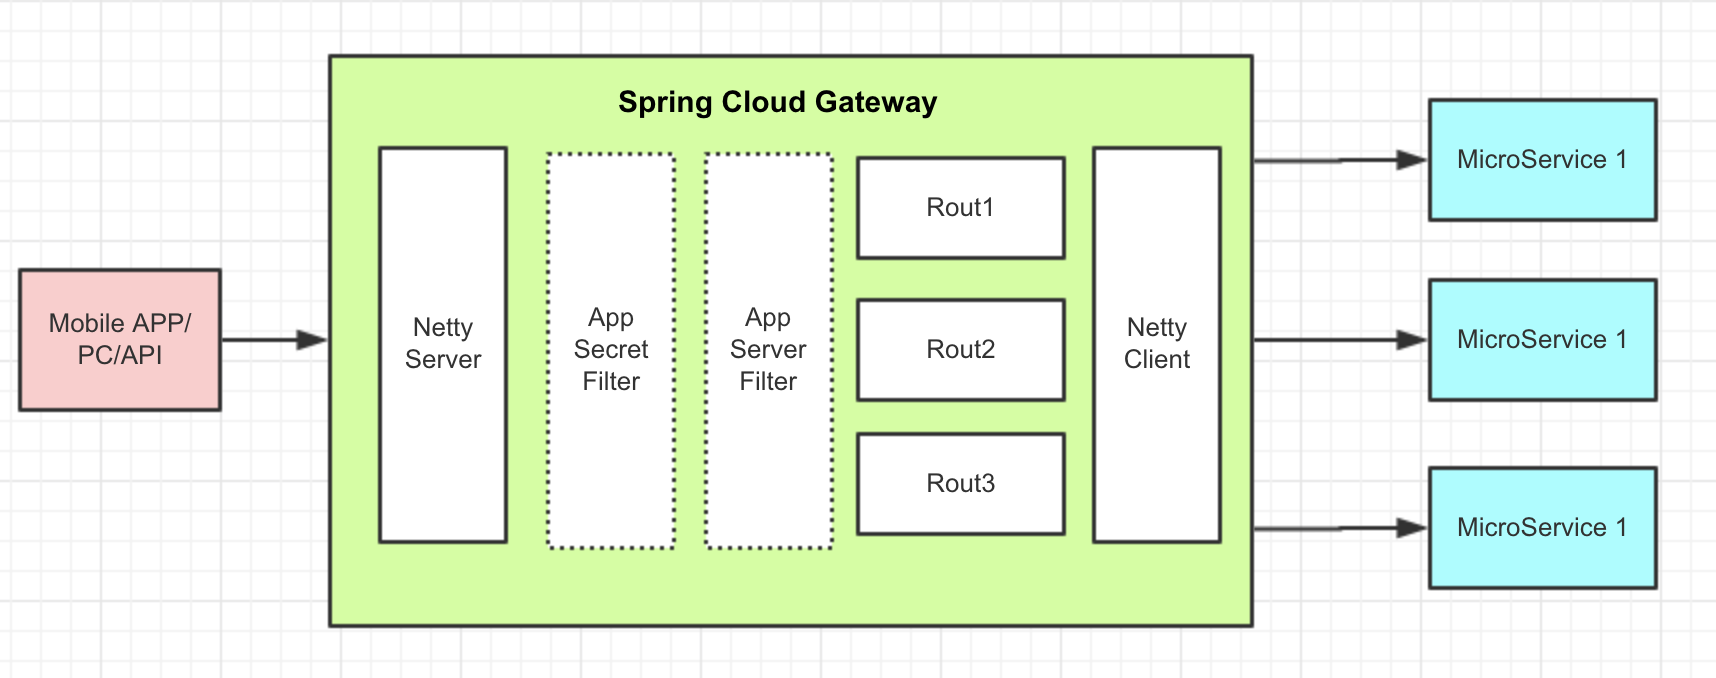 Spring Cloud Gateway
Mobile APP/
PC/API
Netty
Server
App
Secret
Filter
App
Server
Filter
Rout1
Rout2
Rout3
Netty
Client
MicroService 1
MicroService 1
MicroService 1